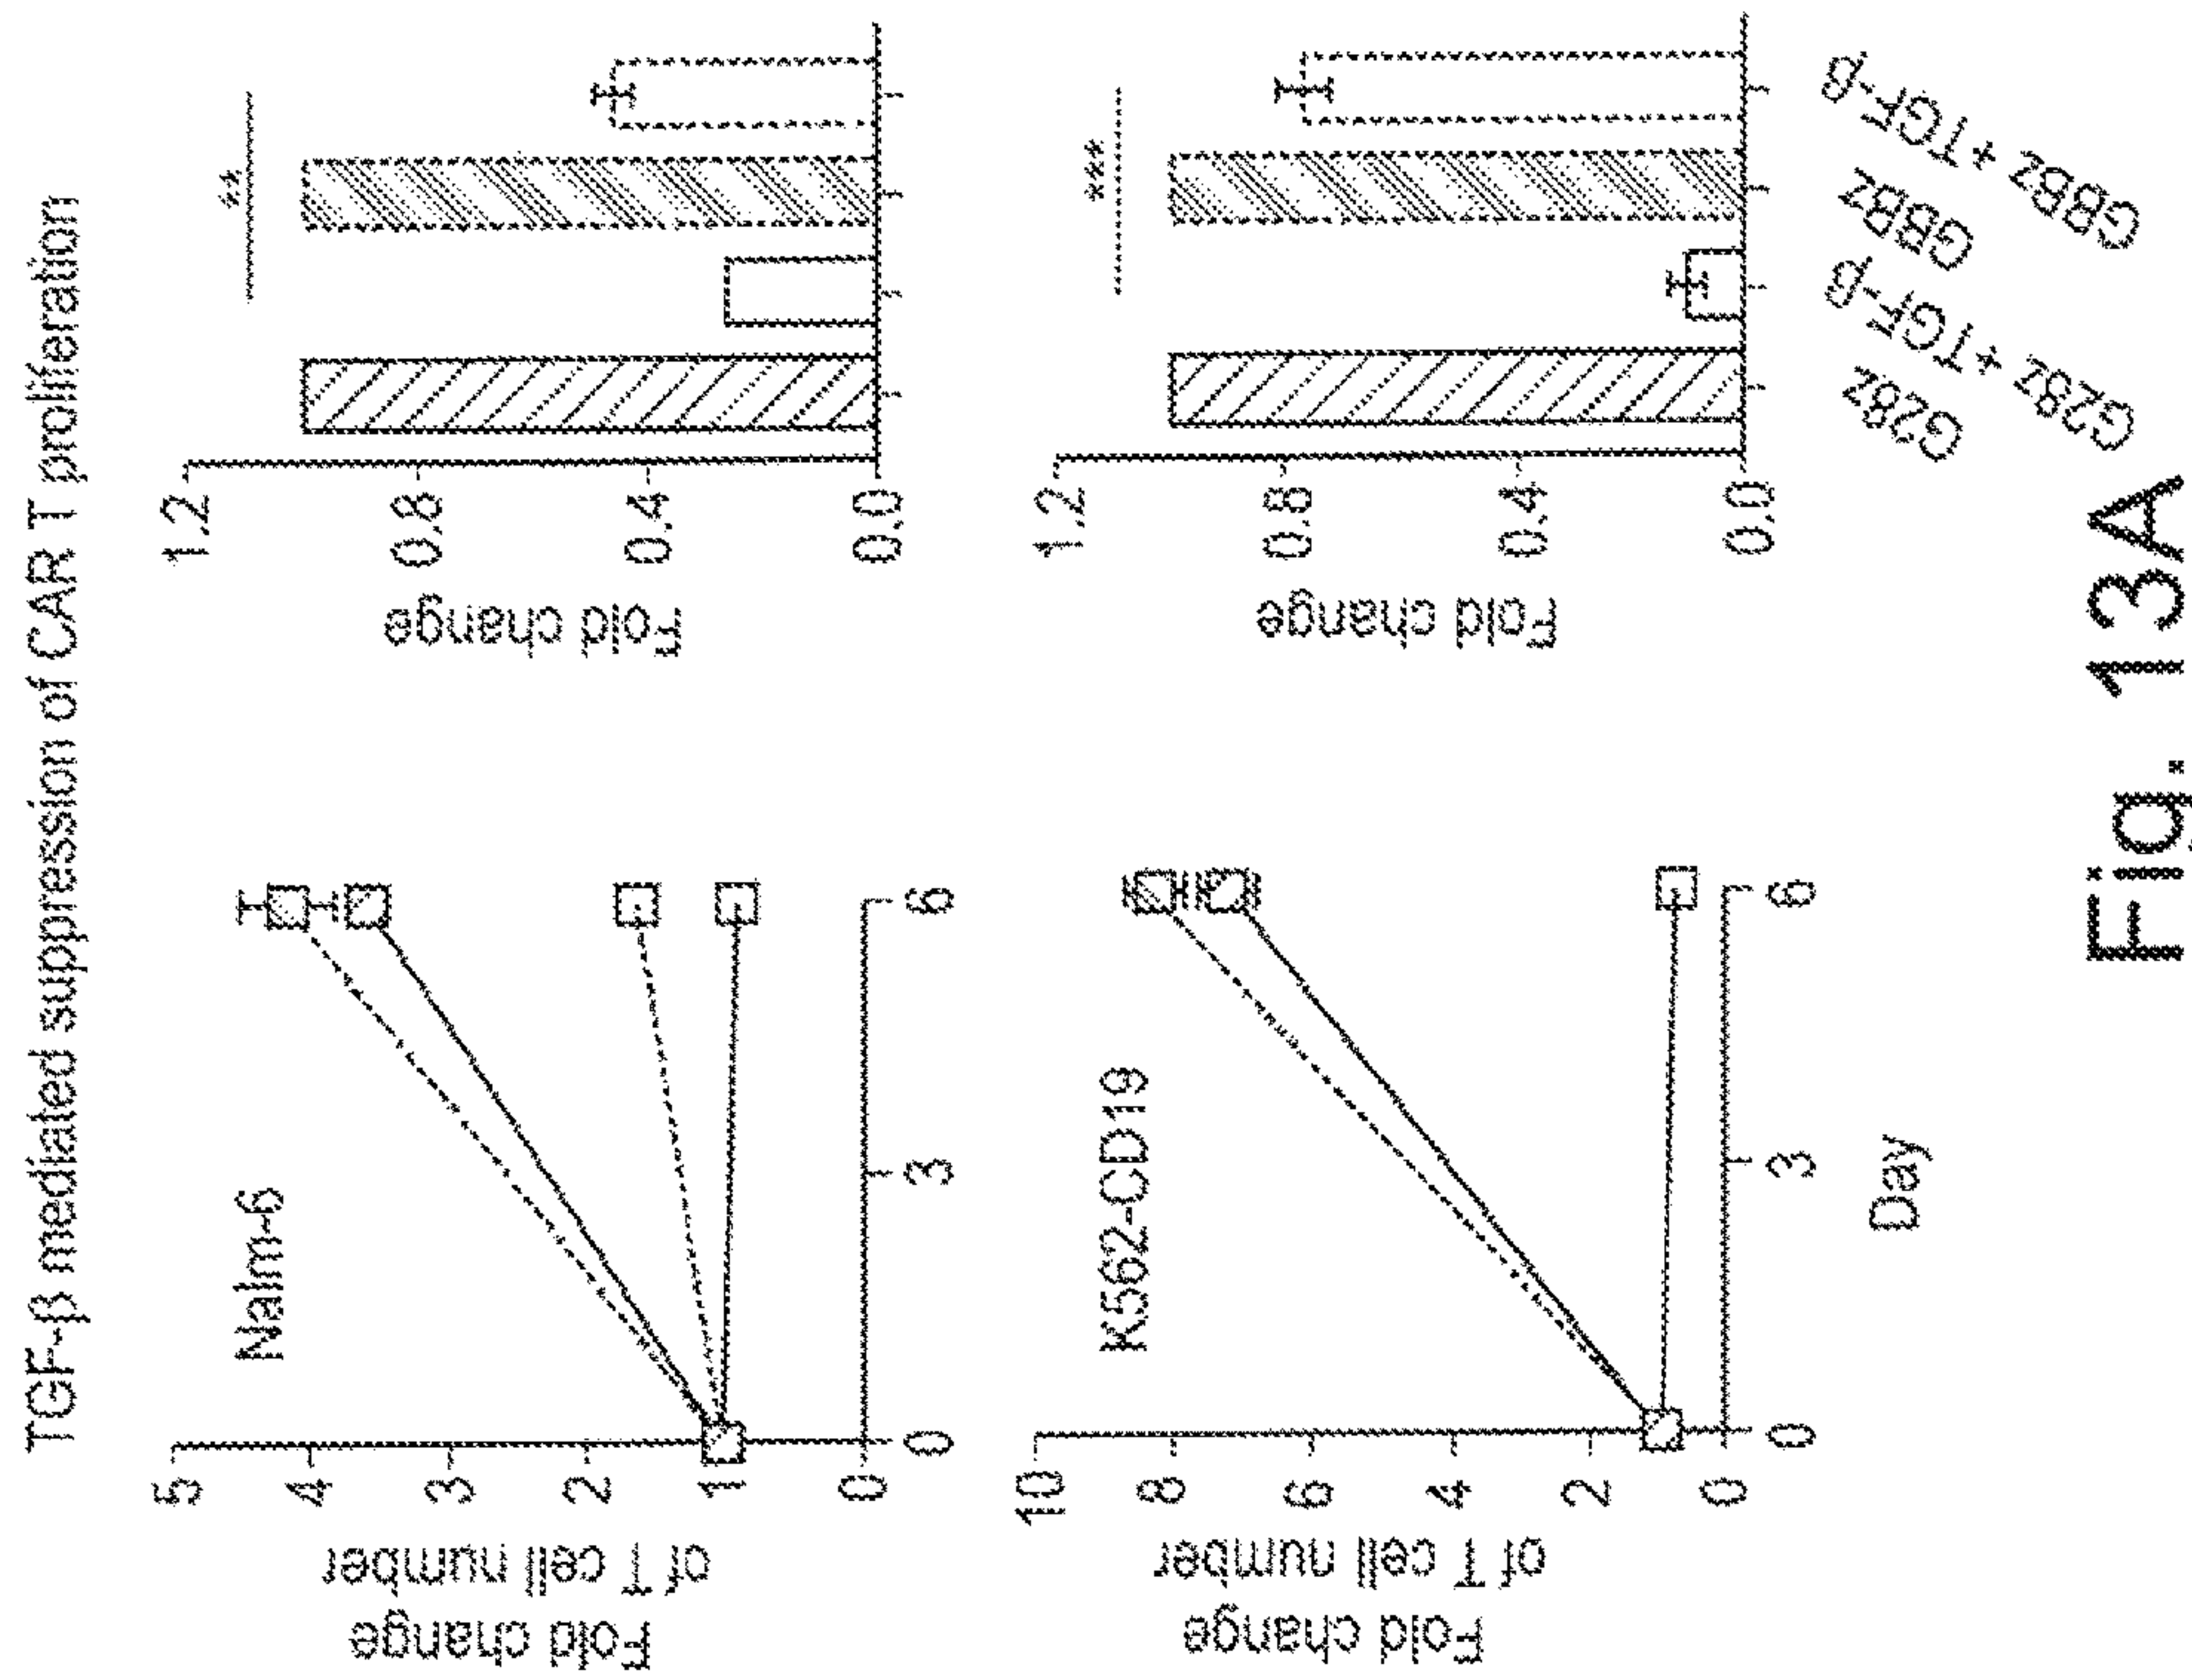 TGF-β mediated suppression of CAR T proliferation
Fold change
of T cell number
5
4
3
2
1
0
Nalm-6
0
3
6
Fold change
1.2
0.8
0.4
0.0
**
Fold change
of T cell number
10
8
6
4
2
0
K562-CD19
0
3
6
Day
Fold change
1.2
0.8
0.4
0.0
***
G28z
G28z +TGF-β
GBBz
GBBz +TGF-β
Fig. 13A